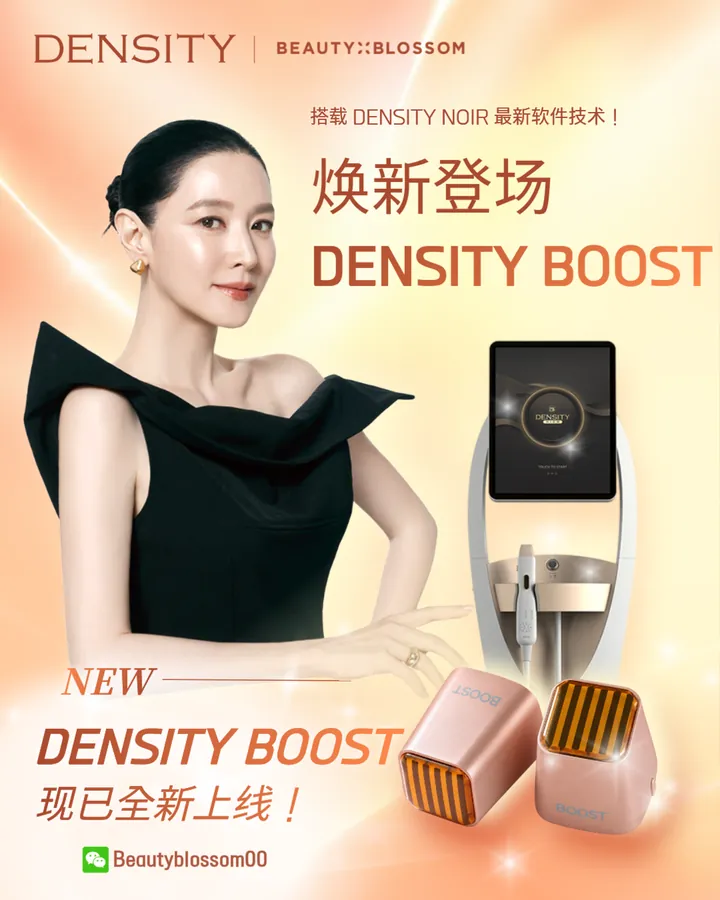 DENSITY | BEAUTY BLOSSOM
搭载 DENSITY NOIR 最新软件技术！
焕新登场
DENSITY BOOST
DENSITY
NOIR
BOOST
BOOST
NEW
DENSITY BOOST
现已全新上线！
Beautyblossom00